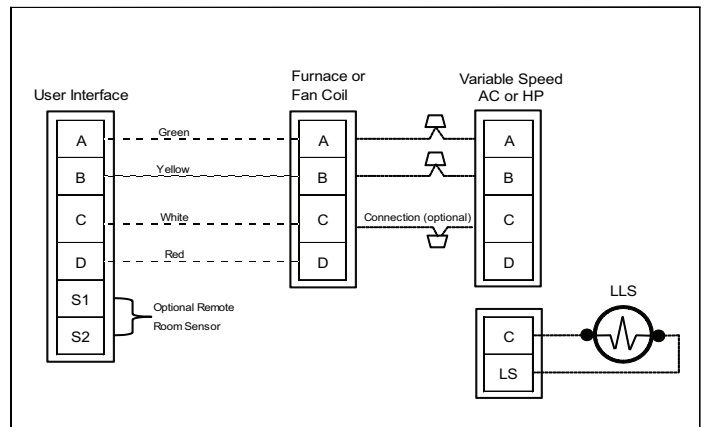 User Interface
Furnace or
Fan Coil
Variable Speed
AC or HP
A
Green
A
A
B
Yellow
B
B
C
White
C
Connection (optional)
C
D
Red
D
D
S1
S2
Optional Remote
Room Sensor
LLS
C
LS